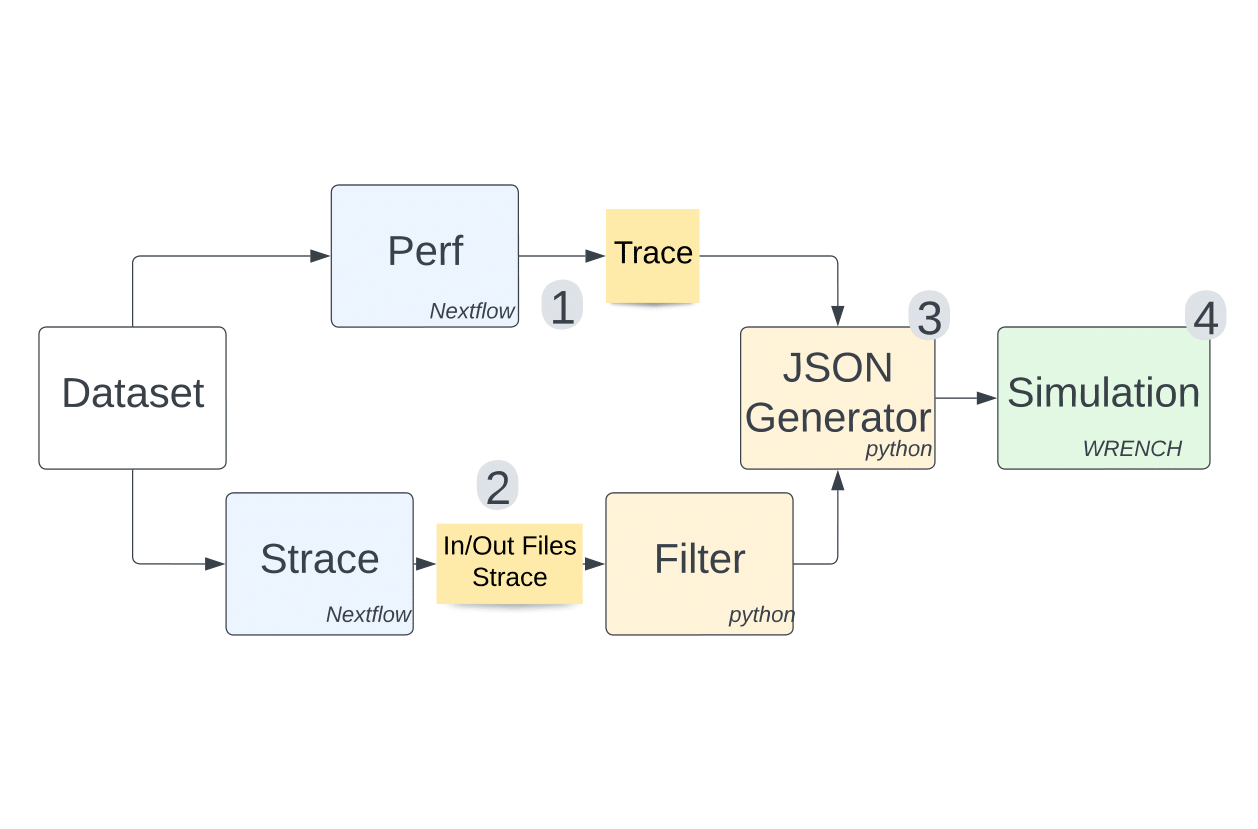 Perf
Nextflow
1
Trace
Dataset
JSON
Generator
python
3
Simulation
WRENCH
4
Strace
Nextflow
2
In/Out Files
Strace
Filter
python